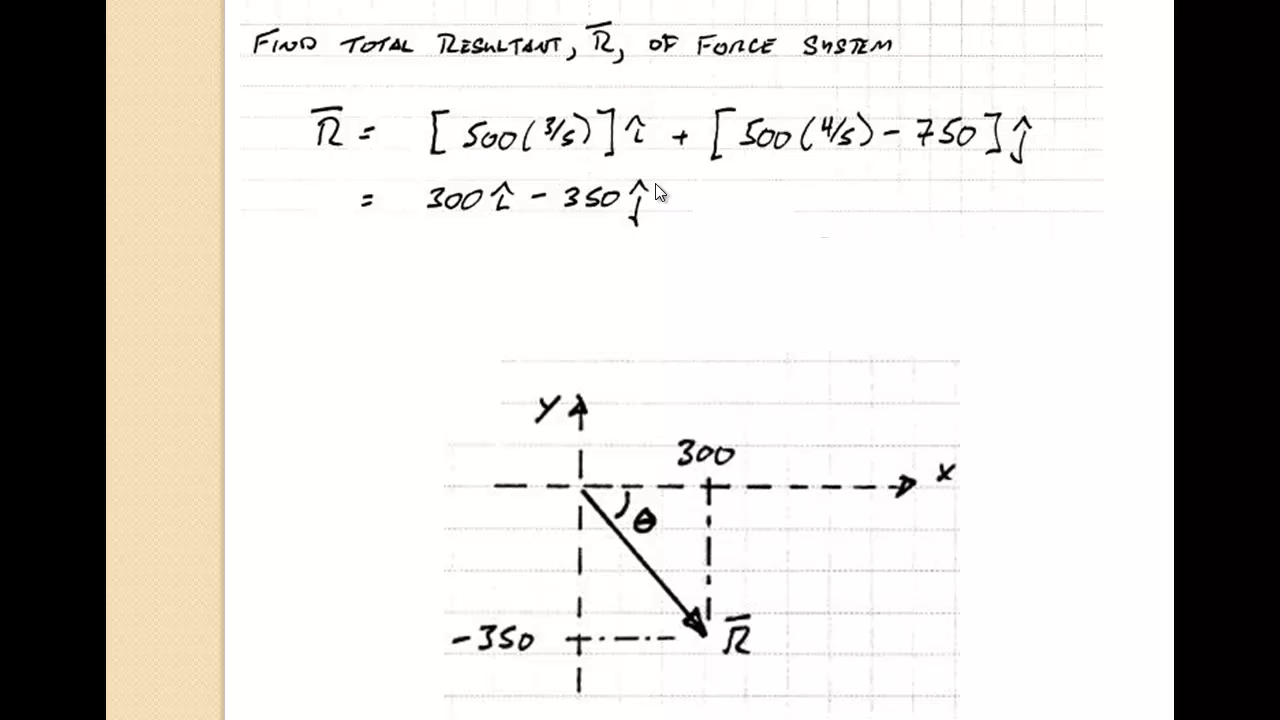 FIND TOTAL RESULTANT, R̅, OF FORCE SYSTEM
R̅ = [500(3/5)]î + [500(4/5) - 750]ĵ
= 300î - 350ĵ
Y
300
X
θ
-350
R̅